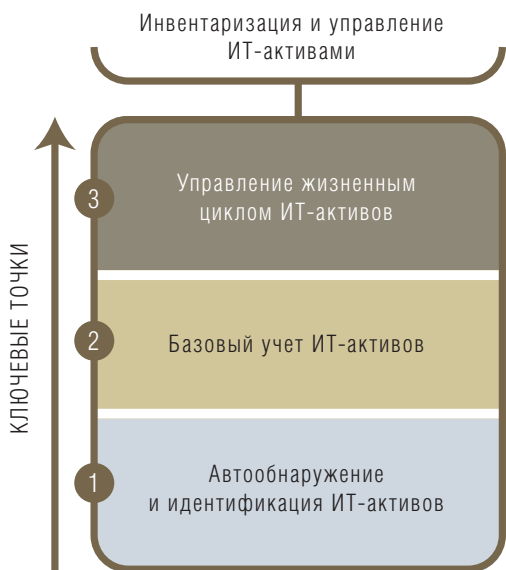 Инвентаризация и управление
ИТ-активами
КЛЮЧЕВЫЕ ТОЧКИ
3
Управление жизненным
циклом ИТ-активов
2
Базовый учет ИТ-активов
1
Автообнаружение
и идентификация ИТ-активов